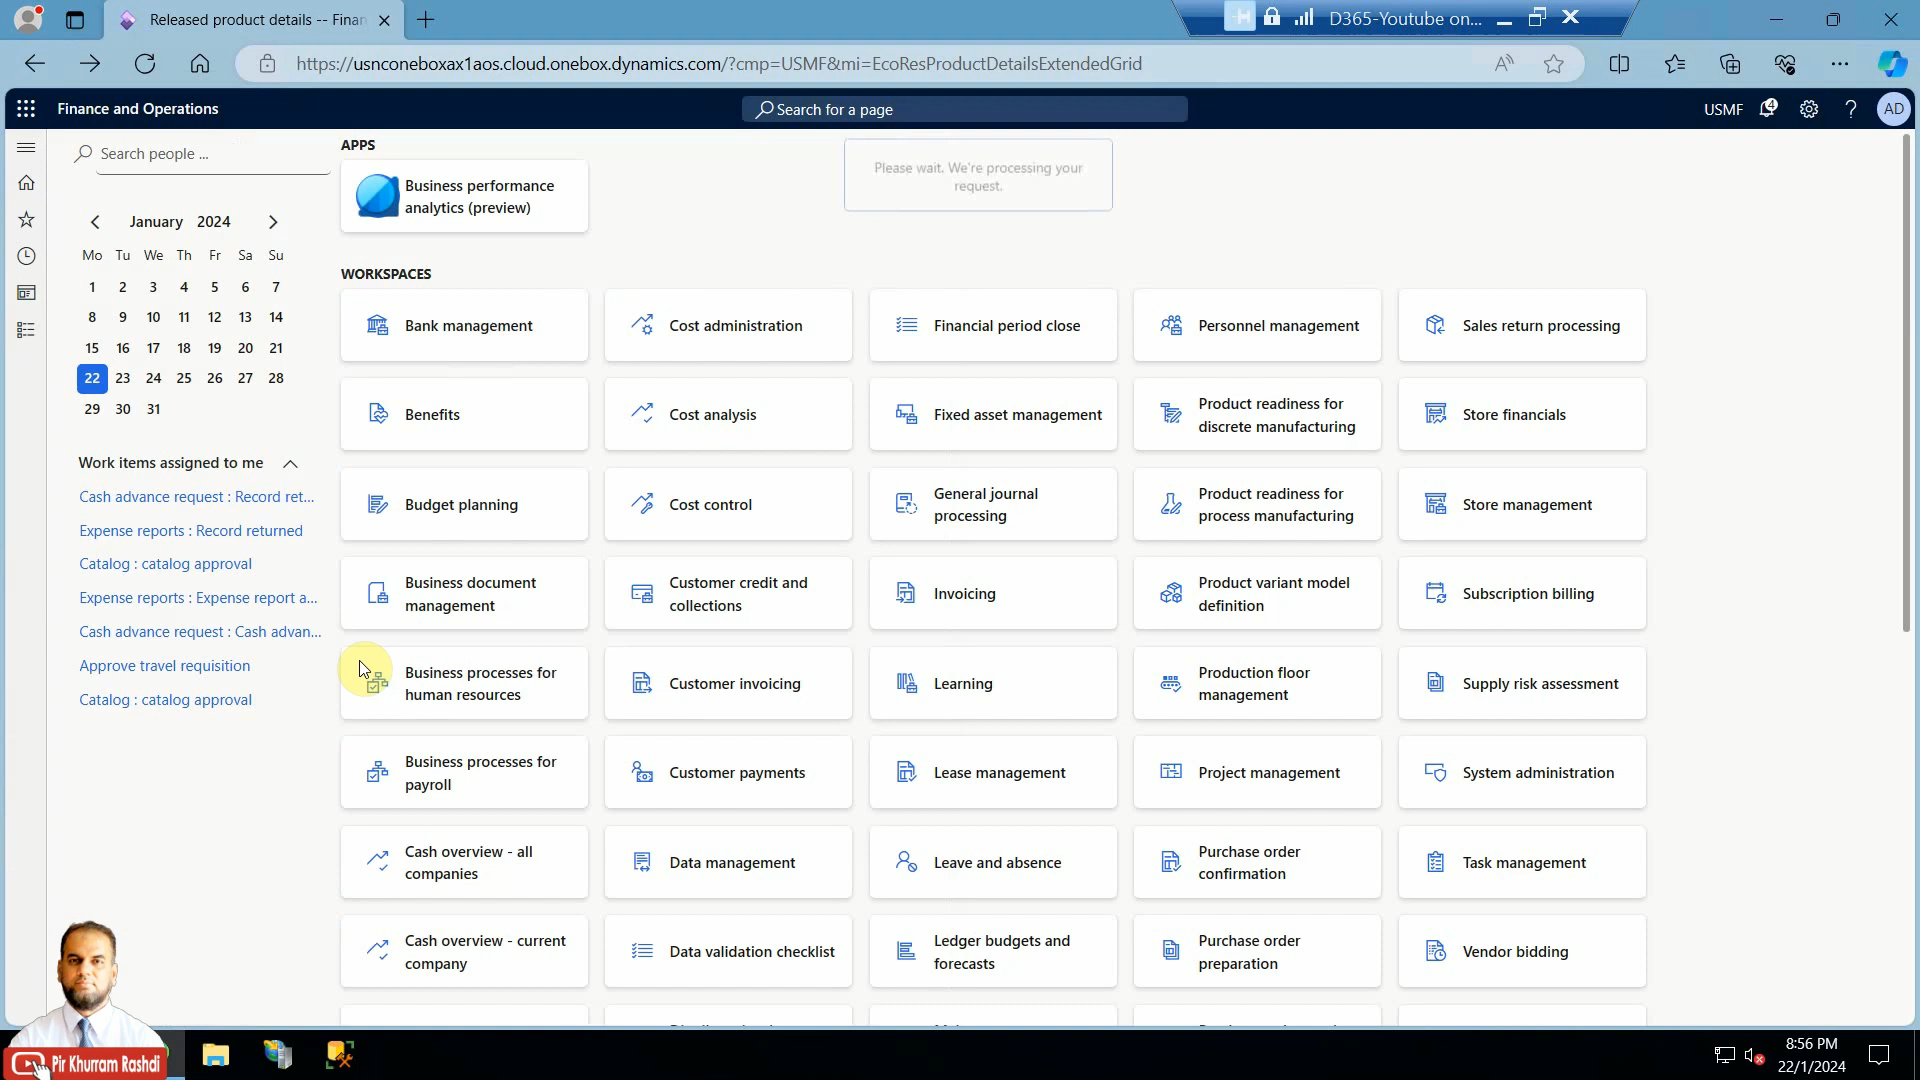 Released product details -- Finan
D365-Youtube on...
https://usnconeboxax1aos.cloud.onebox.dynamics.com/?cmp=USMF&mi=EcoResProductDetailsExtendedGrid
Finance and Operations
Search for a page
USMF
4
AD
Search people ...
January 2024
Mo Tu We Th Fr Sa Su
1 2 3 4 5 6 7
8 9 10 11 12 13 14
15 16 17 18 19 20 21
22 23 24 25 26 27 28
29 30 31
Work items assigned to me
Cash advance request : Record ret...
Expense reports : Record returned
Catalog : catalog approval
Expense reports : Expense report a...
Cash advance request : Cash advan...
Approve travel requisition
Catalog : catalog approval
APPS
Business performance
analytics (preview)
Please wait. We're processing your
request.
WORKSPACES
Bank management
Cost administration
Financial period close
Personnel management
Sales return processing
Benefits
Cost analysis
Fixed asset management
Product readiness for
discrete manufacturing
Store financials
Budget planning
Cost control
General journal
processing
Product readiness for
process manufacturing
Store management
Business document
management
Customer credit and
collections
Invoicing
Product variant model
definition
Subscription billing
Business processes for
human resources
Customer invoicing
Learning
Production floor
management
Supply risk assessment
Business processes for
payroll
Customer payments
Lease management
Project management
System administration
Cash overview - all
companies
Data management
Leave and absence
Purchase order
confirmation
Task management
Cash overview - current
company
Data validation checklist
Ledger budgets and
forecasts
Purchase order
preparation
Vendor bidding
Pir Khurram Rashdi
8:56 PM
22/1/2024